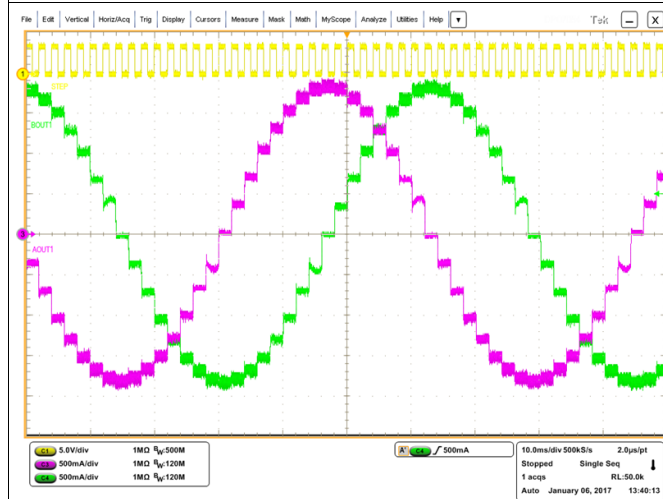 File Edit Vertical Horiz/Acq Trig Display Cursors Measure Mask Math MyScope Analyze Utilities Help Tek X
1
STEP
BOUT1
3
AOUT1
C1 5.0V/div 1MΩ BW:500M
C3 500mA/div 1MΩ BW:120M
C4 500mA/div 1MΩ BW:120M
A' C4 500mA
10.0ms/div 500kS/s 2.0µs/pt
Stopped Single Seq
1 acqs RL:50.0k
Auto January 06, 2017 13:40:13